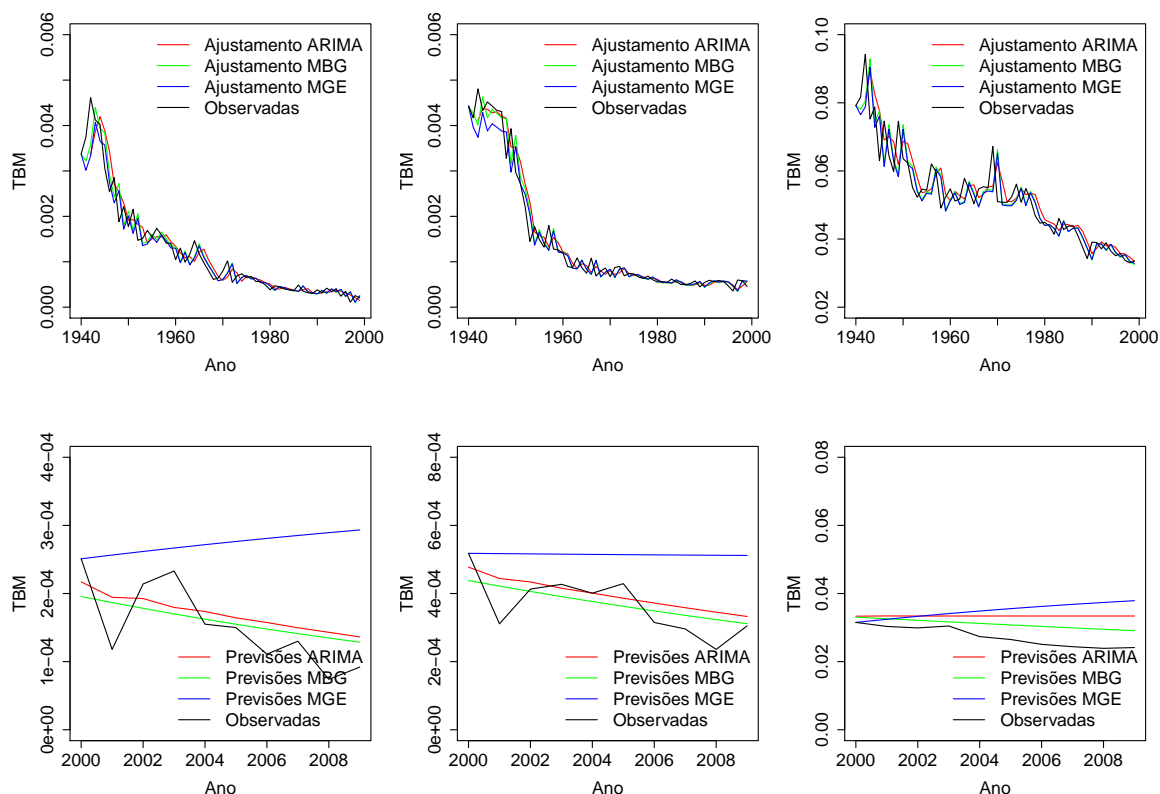 TBM
0.000
0.002
0.004
0.006
1940
1960
1980
2000
Ano
Ajustamento ARIMA
Ajustamento MBG
Ajustamento MGE
Observadas
TBM
0.000
0.002
0.004
0.006
1940
1960
1980
2000
Ano
Ajustamento ARIMA
Ajustamento MBG
Ajustamento MGE
Observadas
TBM
0.02
0.04
0.06
0.08
0.10
1940
1960
1980
2000
Ano
Ajustamento ARIMA
Ajustamento MBG
Ajustamento MGE
Observadas
TBM
0e+00
1e−04
2e−04
3e−04
4e−04
2000
2002
2004
2006
2008
Ano
Previsões ARIMA
Previsões MBG
Previsões MGE
Observadas
TBM
0e+00
2e−04
4e−04
6e−04
8e−04
2000
2002
2004
2006
2008
Ano
Previsões ARIMA
Previsões MBG
Previsões MGE
Observadas
TBM
0.00
0.02
0.04
0.06
0.08
2000
2002
2004
2006
2008
Ano
Previsões ARIMA
Previsões MBG
Previsões MGE
Observadas